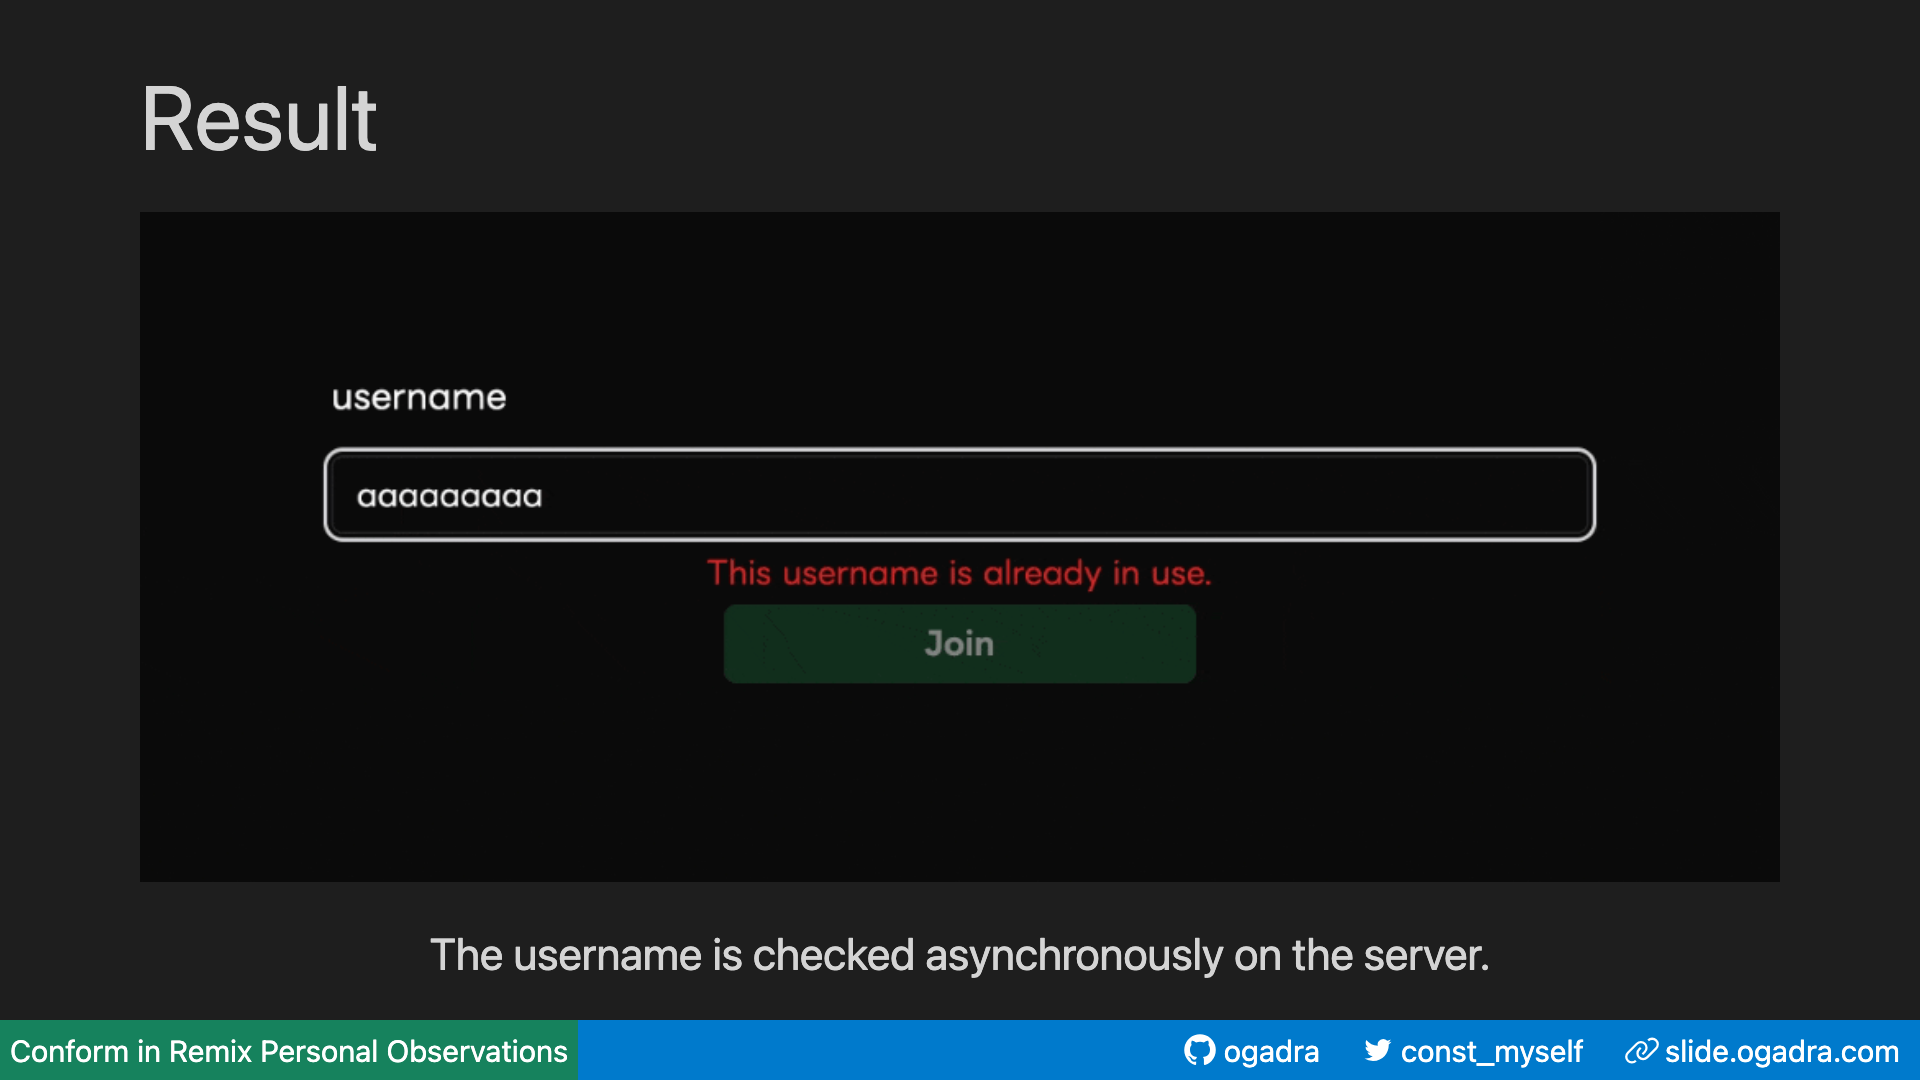 Result
username
aaaaaaaaa
This username is already in use.
Join
The username is checked asynchronously on the server.
Conform in Remix Personal Observations
ogadra
const_myself
slide.ogadra.com